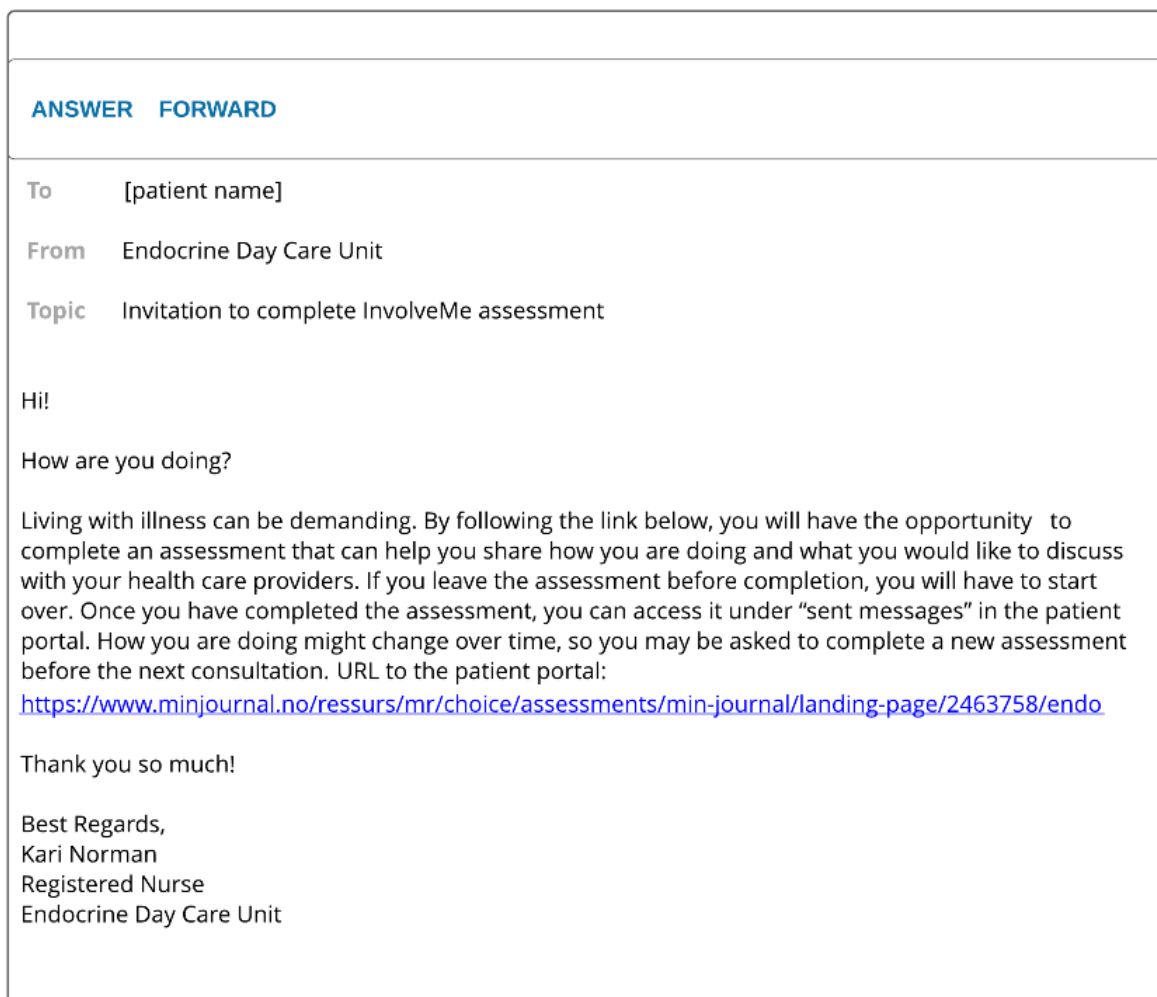 ANSWER FORWARD
To [patient name]
From Endocrine Day Care Unit
Topic Invitation to complete InvolveMe assessment
Hi!
How are you doing?
Living with illness can be demanding. By following the link below, you will have the opportunity to
complete an assessment that can help you share how you are doing and what you would like to discuss
with your health care providers. If you leave the assessment before completion, you will have to start
over. Once you have completed the assessment, you can access it under “sent messages” in the patient
portal. How you are doing might change over time, so you may be asked to complete a new assessment
before the next consultation. URL to the patient portal:
https://www.minjournal.no/ressurs/mr/choice/assessments/min-journal/landing-page/2463758/endo
Thank you so much!
Best Regards,
Kari Norman
Registered Nurse
Endocrine Day Care Unit